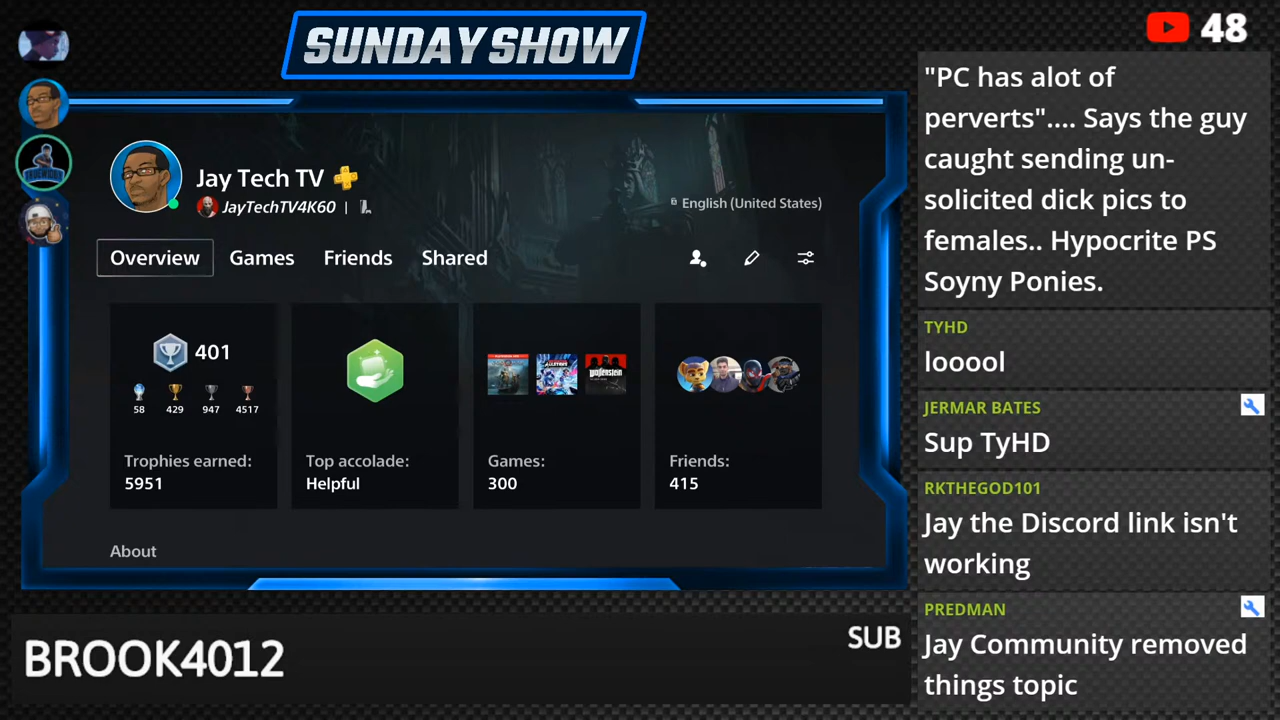 SUNDAY SHOW
48
Jay Tech TV
JayTechTV4K60 |
English (United States)
Overview Games Friends Shared
401
58 429 947 4517
Trophies earned:
5951
Top accolade:
Helpful
Wolfenstein
Games:
300
Friends:
415
About
BROOK4012
SUB
"PC has alot of
perverts".... Says the guy
caught sending un-
solicited dick pics to
females.. Hypocrite PS
Soyny Ponies.
TYHD
looool
JERMAR BATES
Sup TyHD
RKTHEGOD101
Jay the Discord link isn't
working
PREDMAN
Jay Community removed
things topic